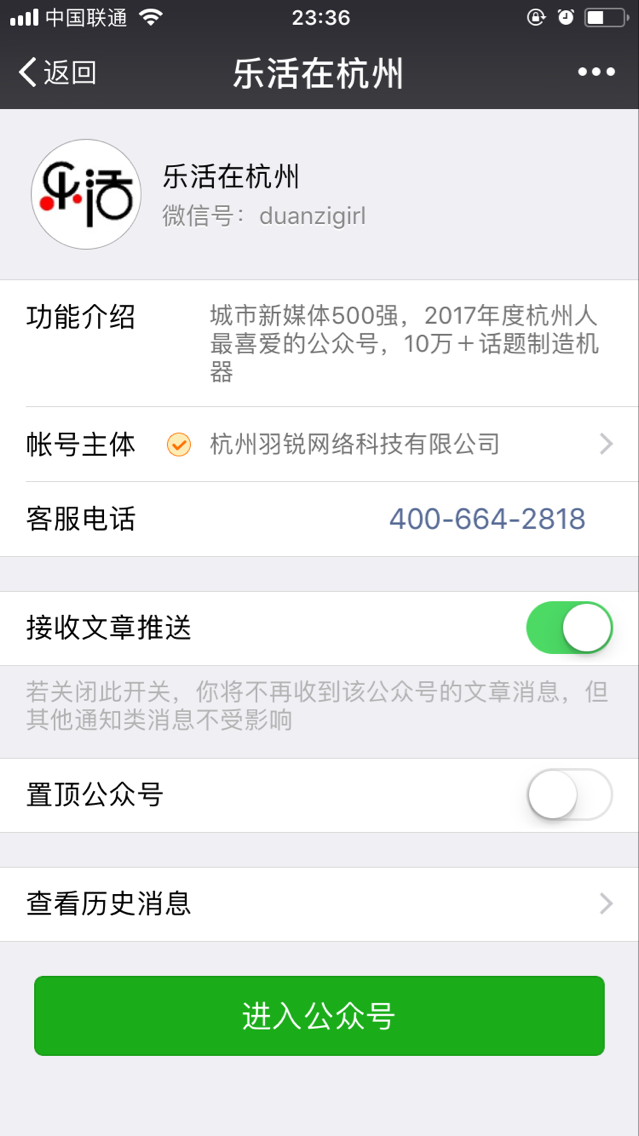 中国联通 23:36
返回 乐活在杭州
乐活
乐活在杭州
微信号：duanzigirl
功能介绍 城市新媒体500强，2017年度杭州人
最喜爱的公众号，10万＋话题制造机
器
帐号主体 杭州羽锐网络科技有限公司
客服电话 400-664-2818
接收文章推送
若关闭此开关，你将不再收到该公众号的文章消息，但
其他通知类消息不受影响
置顶公众号
查看历史消息
进入公众号